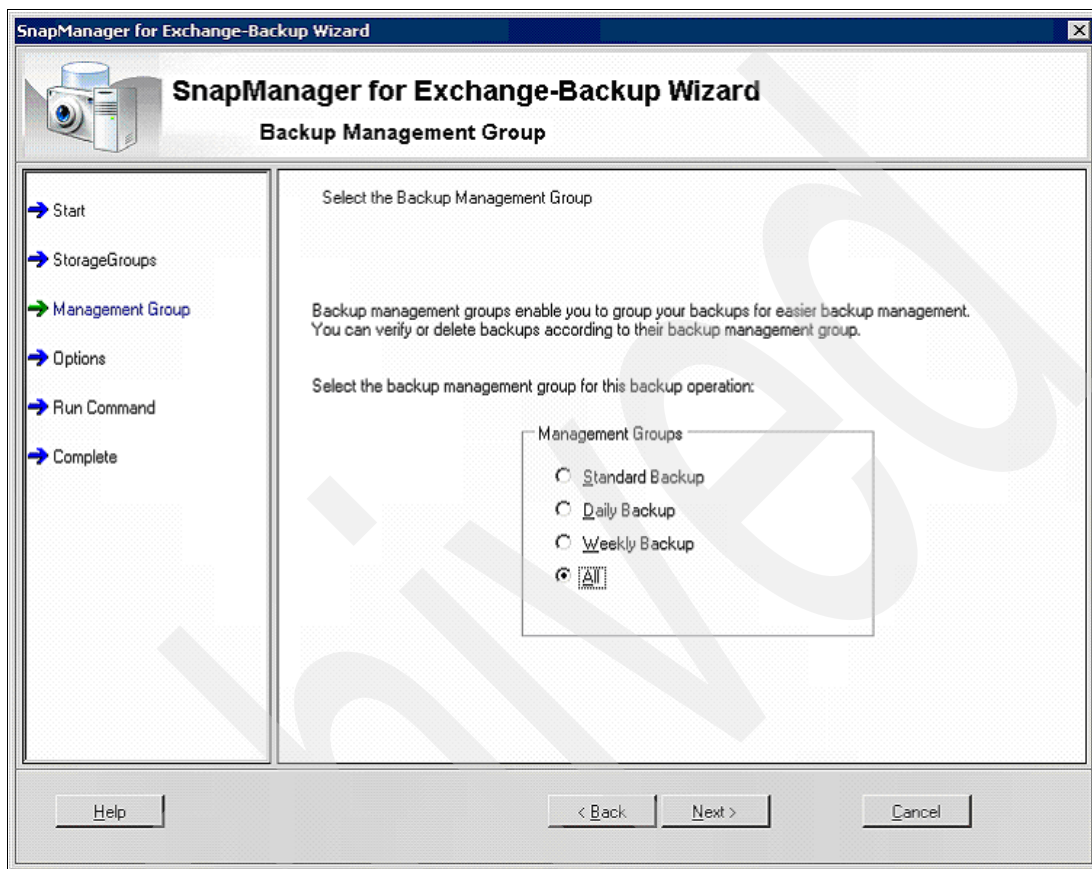 SnapManager for Exchange-Backup Wizard
SnapManager for Exchange-Backup Wizard
Backup Management Group
Start
StorageGroups
Management Group
Options
Run Command
Complete
Select the Backup Management Group
Backup management groups enable you to group your backups for easier backup management.
You can verify or delete backups according to their backup management group.
Select the backup management group for this backup operation:
Management Groups
Standard Backup
Daily Backup
Weekly Backup
All
Help
< Back
Next >
Cancel
hived